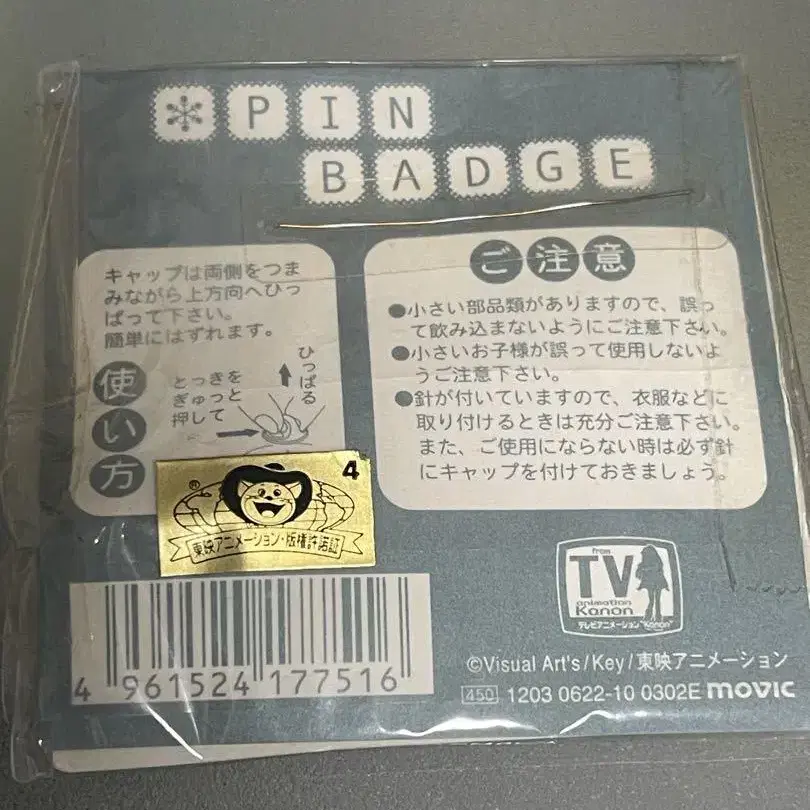 PIN
BADGE
キャップは両側をつま
みながら上方向へひっ
ぱって下さい。
簡単にはずれます。
使い方
とっきを
ぎゅっと
押して
ひっぱる
ご注意
●小さい部品類がありますので、誤っ
て飲み込まないようにご注意下さい。
●小さいお子様が誤って使用しないよ
うご注意下さい。
●針が付いていますので、衣服などに
取り付けるときは充分ご注意下さい。
また、ご使用にならない時は必ず針
にキャップを付けておきましょう。
® 4
東映アニメーション・版権許諾証
from
TV
animation
Kanon
テレビアニメーション"Kanon"
4 961524 177516
©Visual Art's/Key/東映アニメーション
450 1203 0622-10 0302E movic